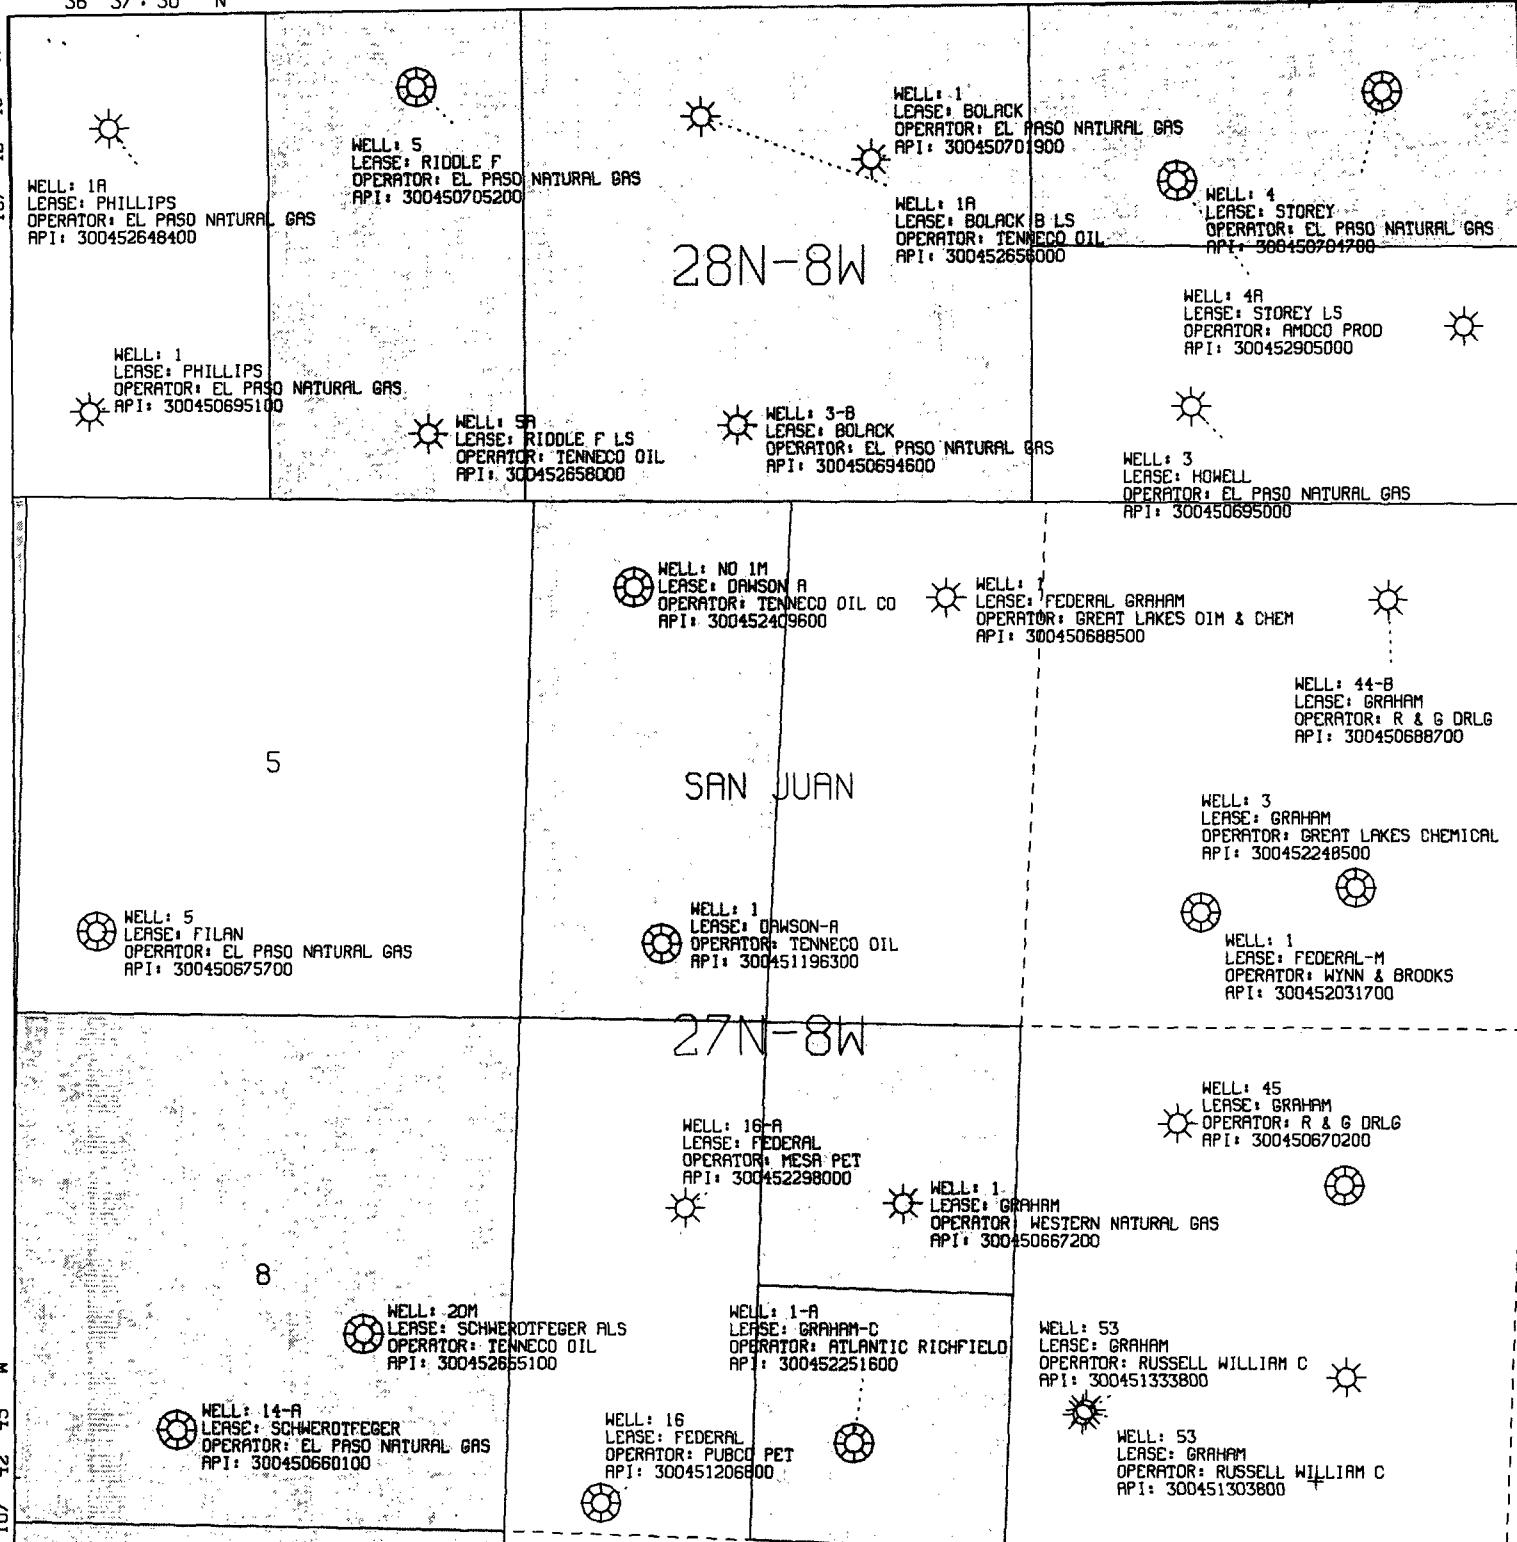 36 37 30 N
WELL: 1A
LEASE: PHILLIPS
OPERATOR: EL PASO NATURAL GAS
API: 300452648400
WELL: 5
LEASE: RIDDLE F
OPERATOR: EL PASO NATURAL GAS
API: 300450705200
WELL: 1
LEASE: BOLACK
OPERATOR: EL PASO NATURAL GAS
API: 300450701900
WELL: 1A
LEASE: BOLACK B LS
OPERATOR: TENNECO OIL
API: 300452656000
WELL: 4
LEASE: STOREY
OPERATOR: EL PASO NATURAL GAS
API: 300450704700
28N-8W
WELL: 4A
LEASE: STOREY LS
OPERATOR: AMOCO PROD
API: 300452905000
WELL: 1
LEASE: PHILLIPS
OPERATOR: EL PASO NATURAL GAS
API: 300450695100
WELL: 5A
LEASE: RIDDLE F LS
OPERATOR: TENNECO OIL
API: 300452658000
WELL: 3-B
LEASE: BOLACK
OPERATOR: EL PASO NATURAL GAS
API: 300450694600
WELL: 3
LEASE: HOWELL
OPERATOR: EL PASO NATURAL GAS
API: 300450695000
WELL: NO 1M
LEASE: DAWSON A
OPERATOR: TENNECO OIL CO
API: 300452409600
WELL: 1
LEASE: FEDERAL GRAHAM
OPERATOR: GREAT LAKES OIM & CHEM
API: 300450688500
WELL: 44-B
LEASE: GRAHAM
OPERATOR: R & G DRLG
API: 300450688700
5
SAN JUAN
WELL: 3
LEASE: GRAHAM
OPERATOR: GREAT LAKES CHEMICAL
API: 300452248500
WELL: 5
LEASE: FILAN
OPERATOR: EL PASO NATURAL GAS
API: 300450675700
WELL: 1
LEASE: DAWSON-A
OPERATOR: TENNECO OIL
API: 300451196300
WELL: 1
LEASE: FEDERAL-M
OPERATOR: WYNN & BROOKS
API: 300452031700
27N-8W
WELL: 45
LEASE: GRAHAM
OPERATOR: R & G DRLG
API: 300450670200
WELL: 16-A
LEASE: FEDERAL
OPERATOR: MESA PET
API: 300452298000
WELL: 1
LEASE: GRAHAM
OPERATOR: WESTERN NATURAL GAS
API: 300450667200
8
WELL: 20M
LEASE: SCHWERDTFEGER ALS
OPERATOR: TENNECO OIL
API: 300452655100
WELL: 1-A
LEASE: GRAHAM-C
OPERATOR: ATLANTIC RICHFIELD
API: 300452251600
WELL: 53
LEASE: GRAHAM
OPERATOR: RUSSELL WILLIAM C
API: 300451333800
WELL: 14-A
LEASE: SCHWERDTFEGER
OPERATOR: EL PASO NATURAL GAS
API: 300450660100
WELL: 16
LEASE: FEDERAL
OPERATOR: PUBCO PET
API: 300451206800
WELL: 53
LEASE: GRAHAM
OPERATOR: RUSSELL WILLIAM C
API: 300451303800
107 42 45 W